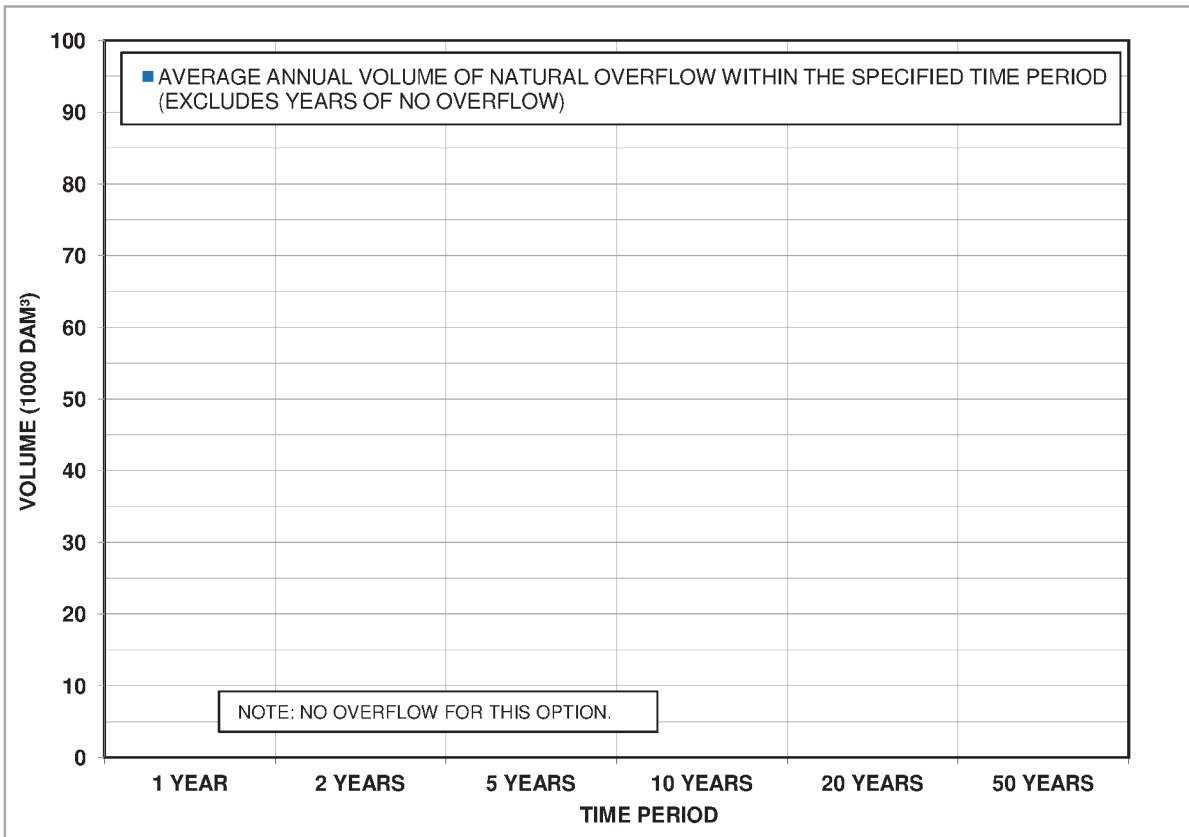 100
90
80
70
60
50
40
30
20
10
0
VOLUME (1000 DAM³)
■ AVERAGE ANNUAL VOLUME OF NATURAL OVERFLOW WITHIN THE SPECIFIED TIME PERIOD
(EXCLUDES YEARS OF NO OVERFLOW)
NOTE: NO OVERFLOW FOR THIS OPTION.
1 YEAR 2 YEARS 5 YEARS 10 YEARS 20 YEARS 50 YEARS
TIME PERIOD